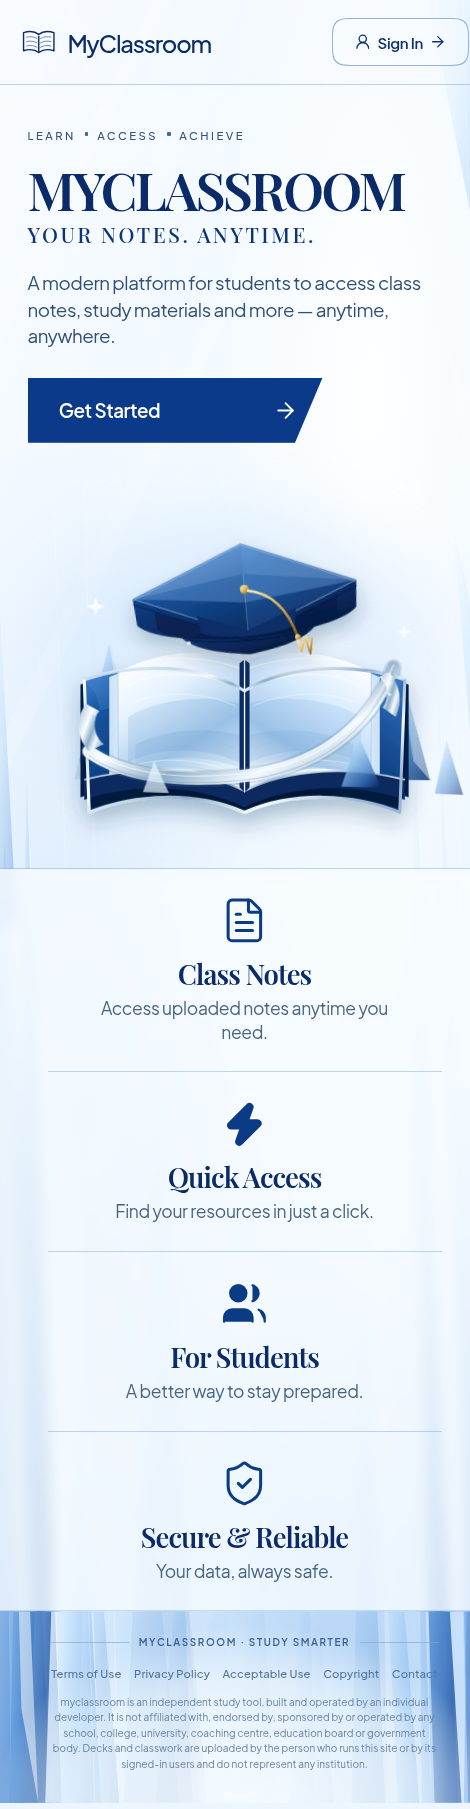 MyClassroom
Sign In
LEARN ▪ ACCESS ▪ ACHIEVE
MYCLASSROOM
YOUR NOTES. ANYTIME.
A modern platform for students to access class
notes, study materials and more — anytime,
anywhere.
Get Started
Class Notes
Access uploaded notes anytime you
need.
Quick Access
Find your resources in just a click.
For Students
A better way to stay prepared.
Secure & Reliable
Your data, always safe.
MYCLASSROOM · STUDY SMARTER
Terms of Use Privacy Policy Acceptable Use Copyright Contact
myclassroom is an independent study tool, built and operated by an individual
developer. It is not affiliated with, endorsed by, sponsored by or operated by any
school, college, university, coaching centre, education board or government
body. Decks and classwork are uploaded by the person who runs this site or by its
signed-in users and do not represent any institution.